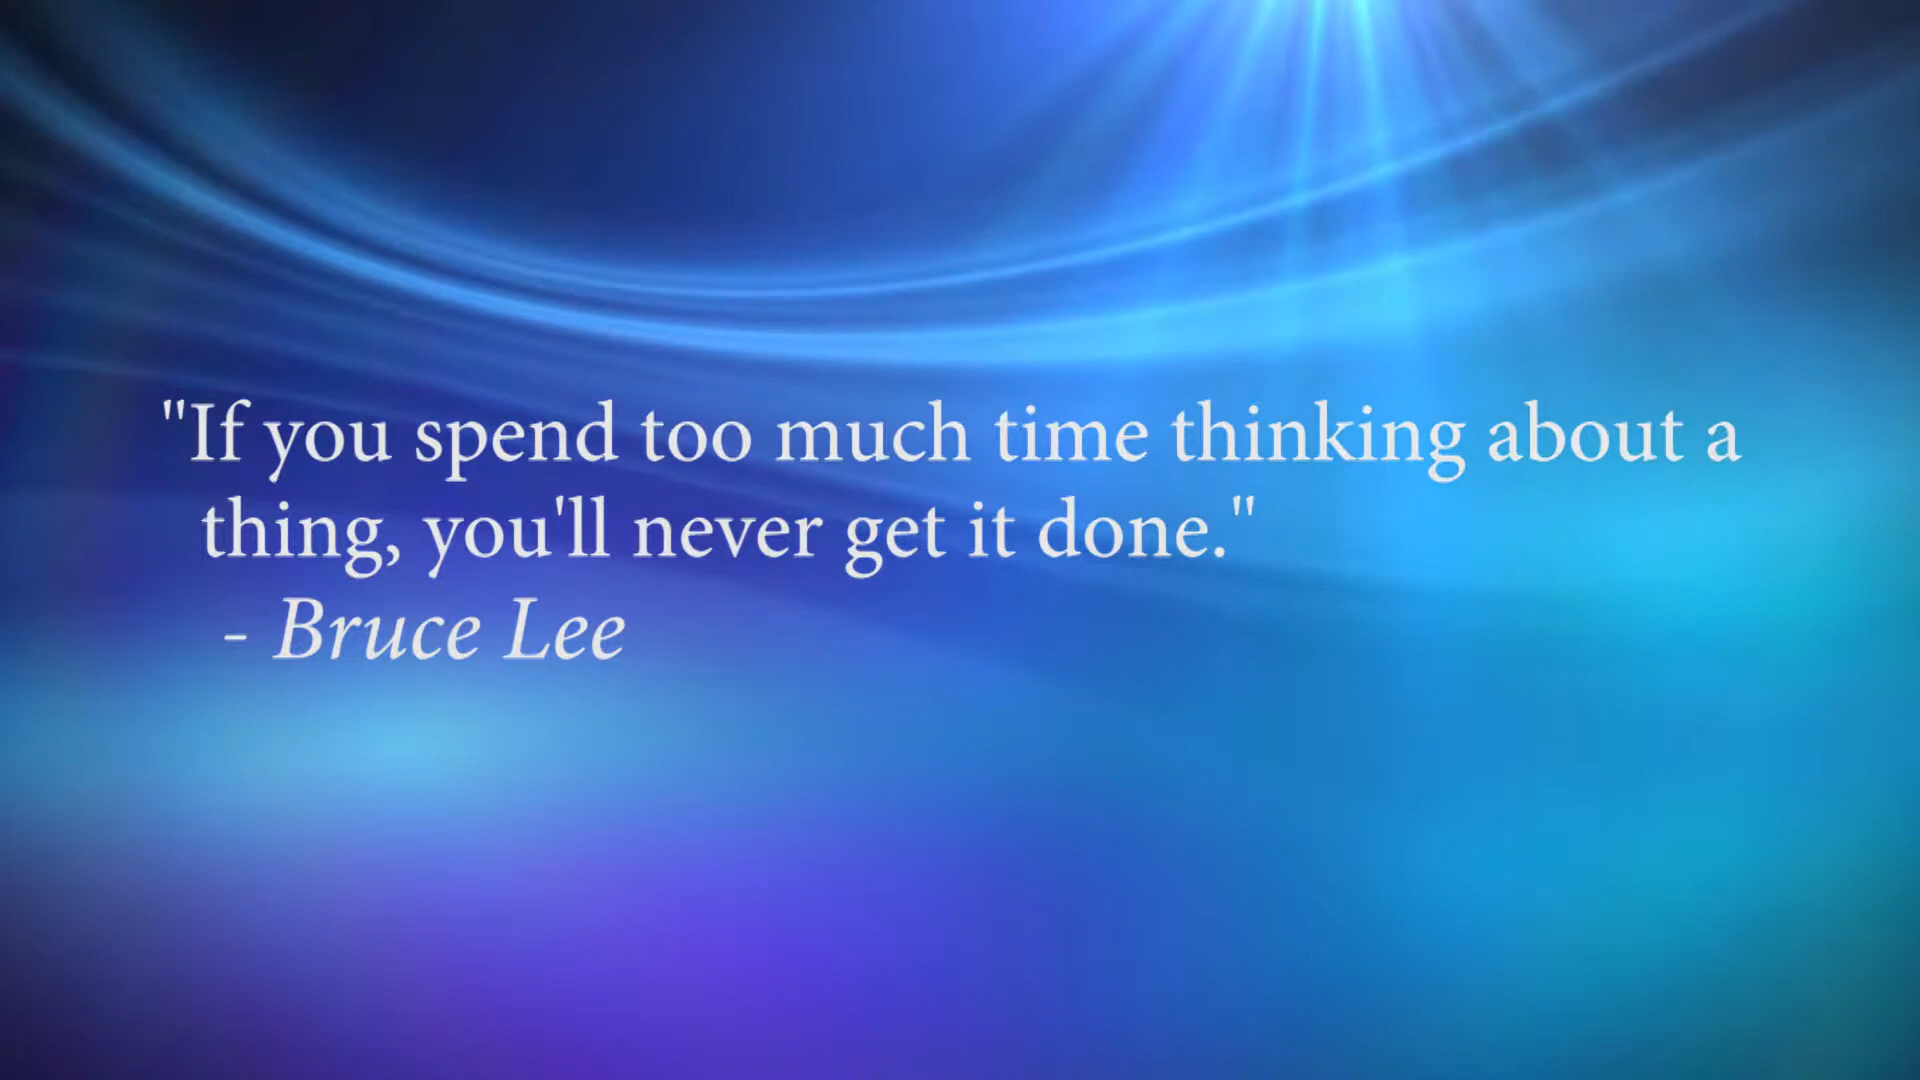 "If you spend too much time thinking about a
thing, you'll never get it done."
- Bruce Lee